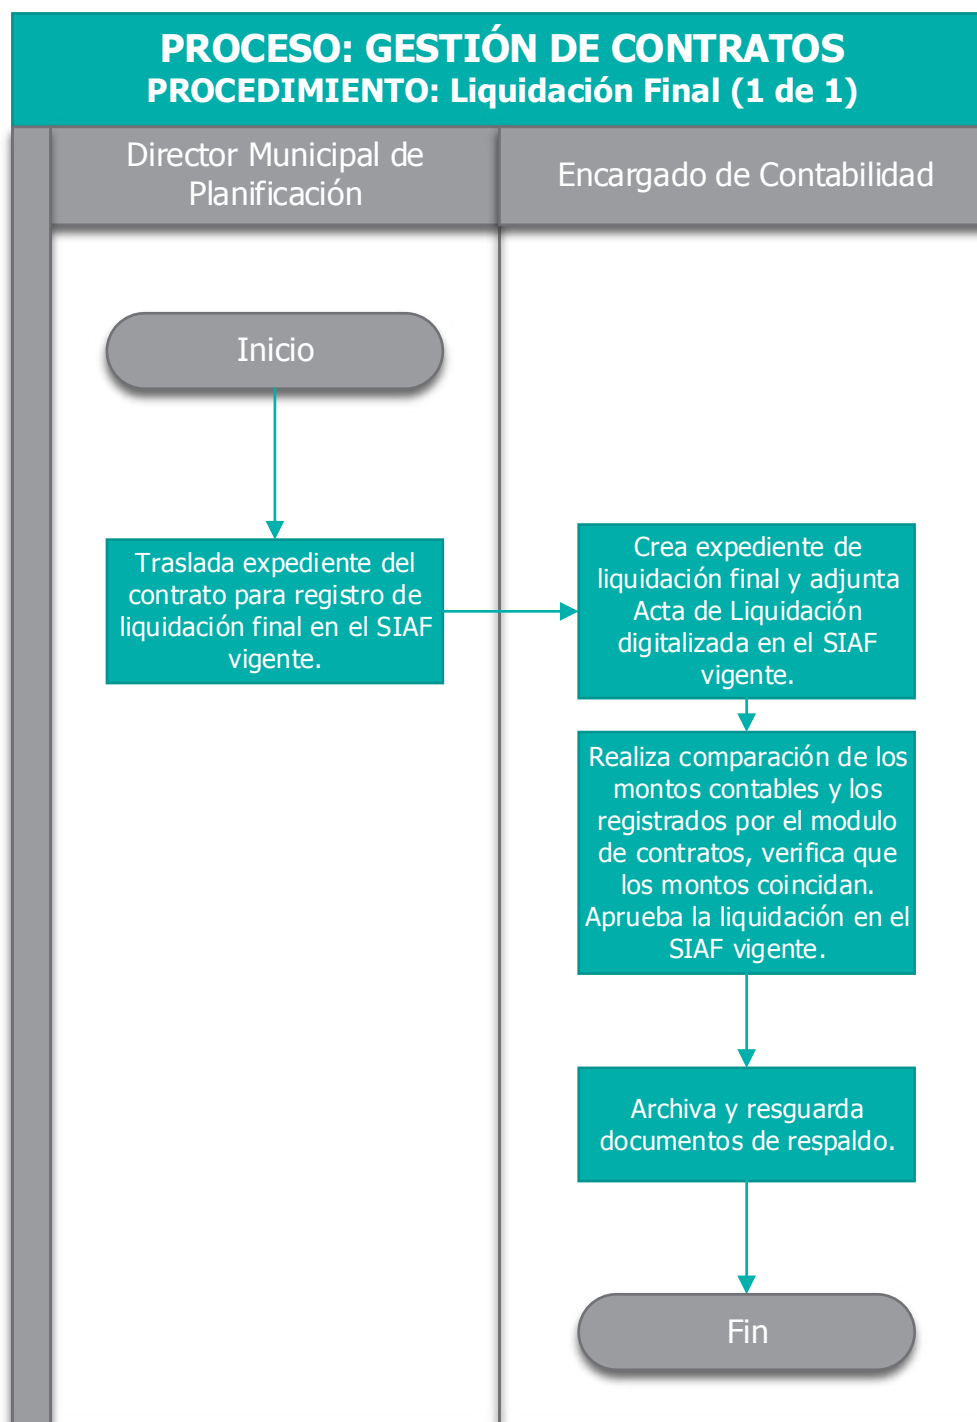 PROCESO: GESTIÓN DE CONTRATOS
PROCEDIMIENTO: Liquidación Final (1 de 1)
Director Municipal de
Planificación
Encargado de Contabilidad
Inicio
Traslada expediente del
contrato para registro de
liquidación final en el SIAF
vigente.
Crea expediente de
liquidación final y adjunta
Acta de Liquidación
digitalizada en el SIAF
vigente.
Realiza comparación de los
montos contables y los
registrados por el modulo
de contratos, verifica que
los montos coincidan.
Aprueba la liquidación en el
SIAF vigente.
Archiva y resguarda
documentos de respaldo.
Fin